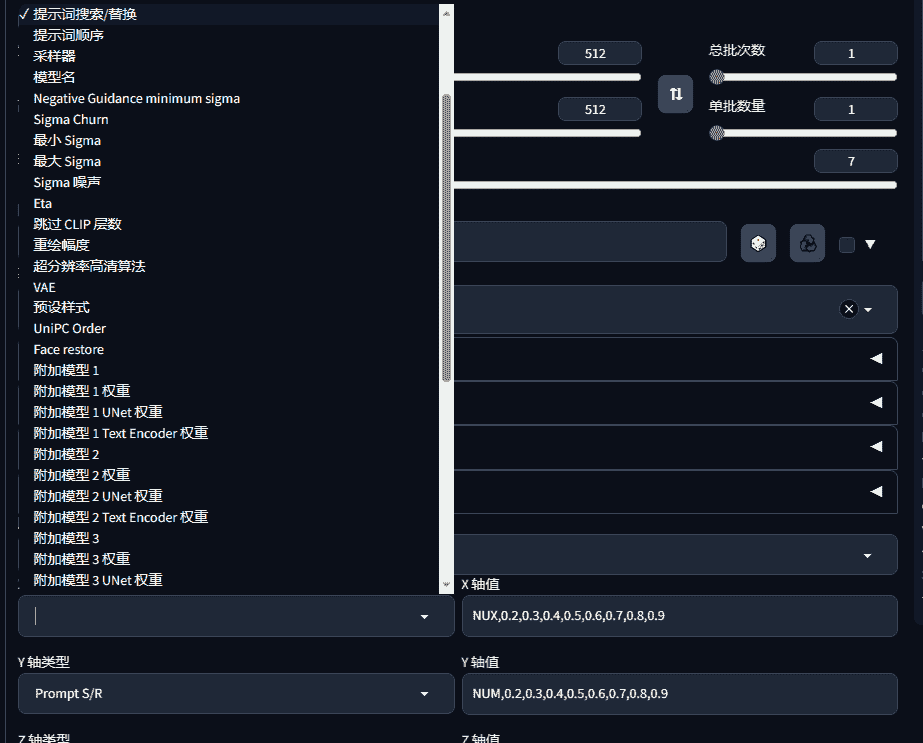 ✓ 提示词搜索/替换
提示词顺序
采样器
模型名
Negative Guidance minimum sigma
Sigma Churn
最小 Sigma
最大 Sigma
Sigma 噪声
Eta
跳过 CLIP 层数
重绘幅度
超分辨率高清算法
VAE
预设样式
UniPC Order
Face restore
附加模型 1
附加模型 1 权重
附加模型 1 UNet 权重
附加模型 1 Text Encoder 权重
附加模型 2
附加模型 2 权重
附加模型 2 UNet 权重
附加模型 2 Text Encoder 权重
附加模型 3
附加模型 3 权重
附加模型 3 UNet 权重
512
总批次数
1
512
单批数量
1
7
X 轴值
NUX,0.2,0.3,0.4,0.5,0.6,0.7,0.8,0.9
Y 轴类型
Y 轴值
Prompt S/R
NUM,0.2,0.3,0.4,0.5,0.6,0.7,0.8,0.9
Z 轴类型
Z 轴值